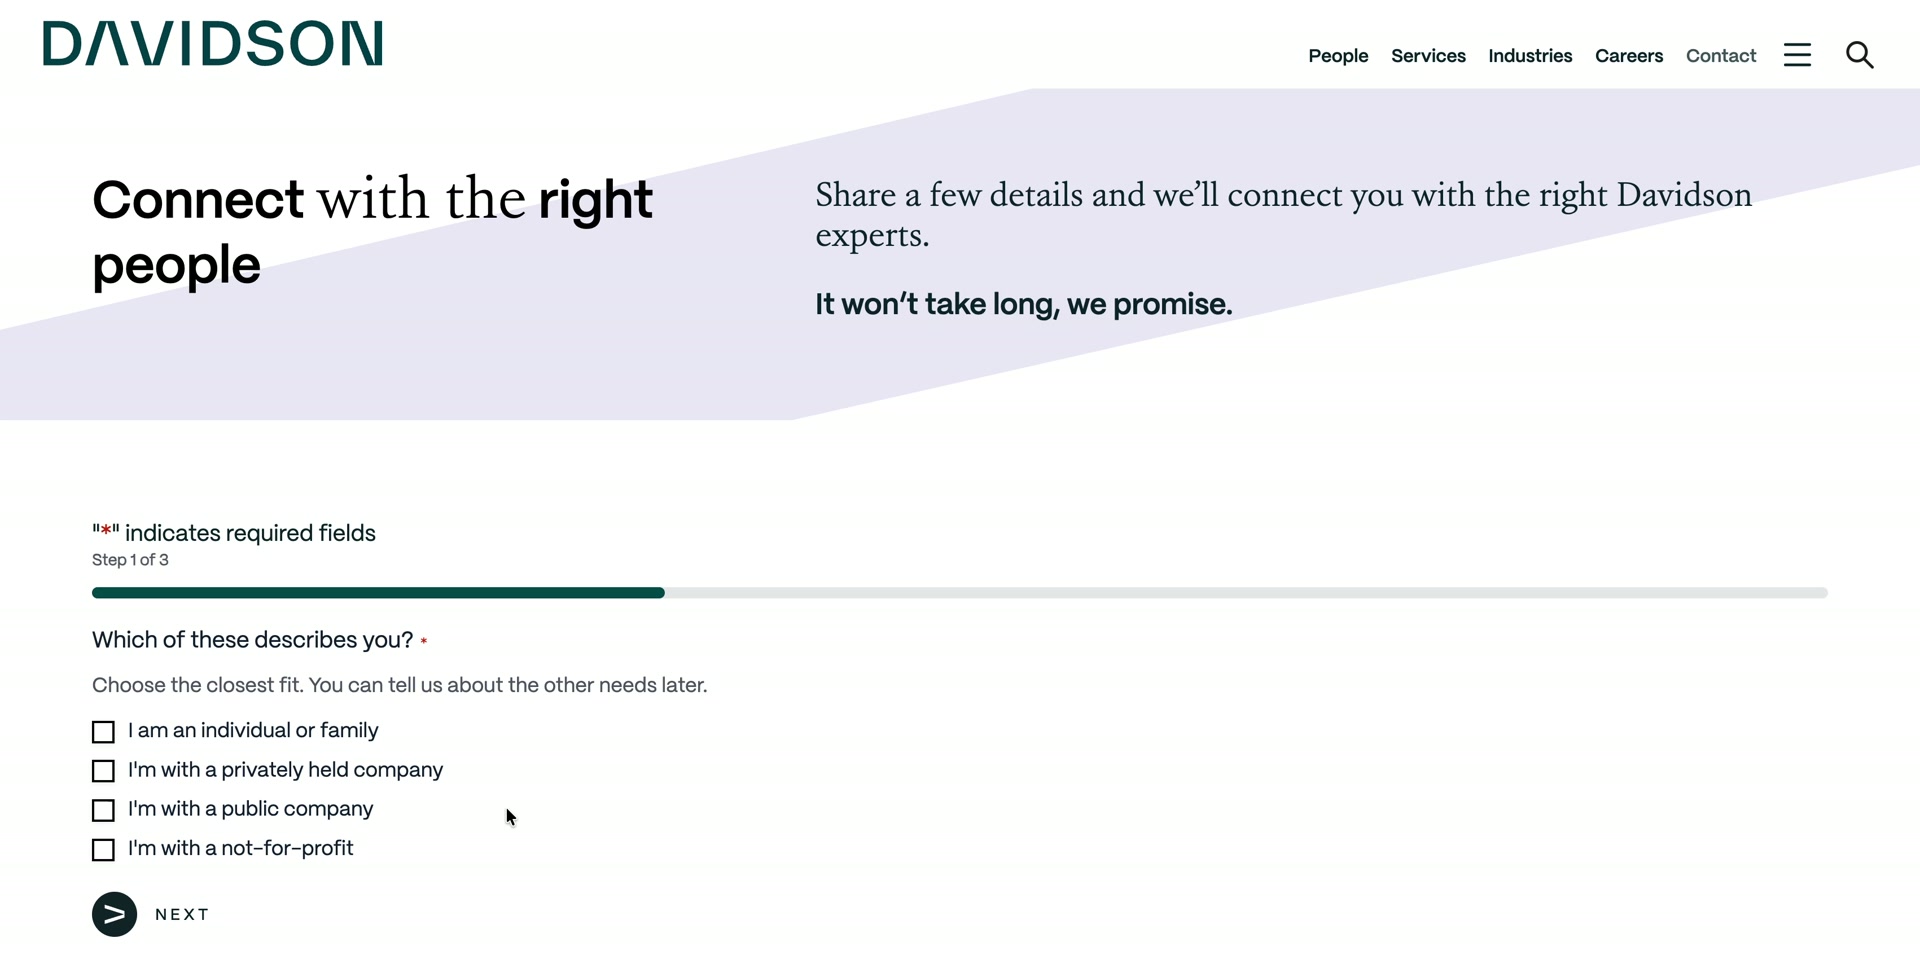 DAVIDSON
People Services Industries Careers Contact
Connect with the right
people
Share a few details and we’ll connect you with the right Davidson
experts.
It won’t take long, we promise.
"*" indicates required fields
Step 1 of 3
Which of these describes you? *
Choose the closest fit. You can tell us about the other needs later.
I am an individual or family
I'm with a privately held company
I'm with a public company
I'm with a not-for-profit
NEXT